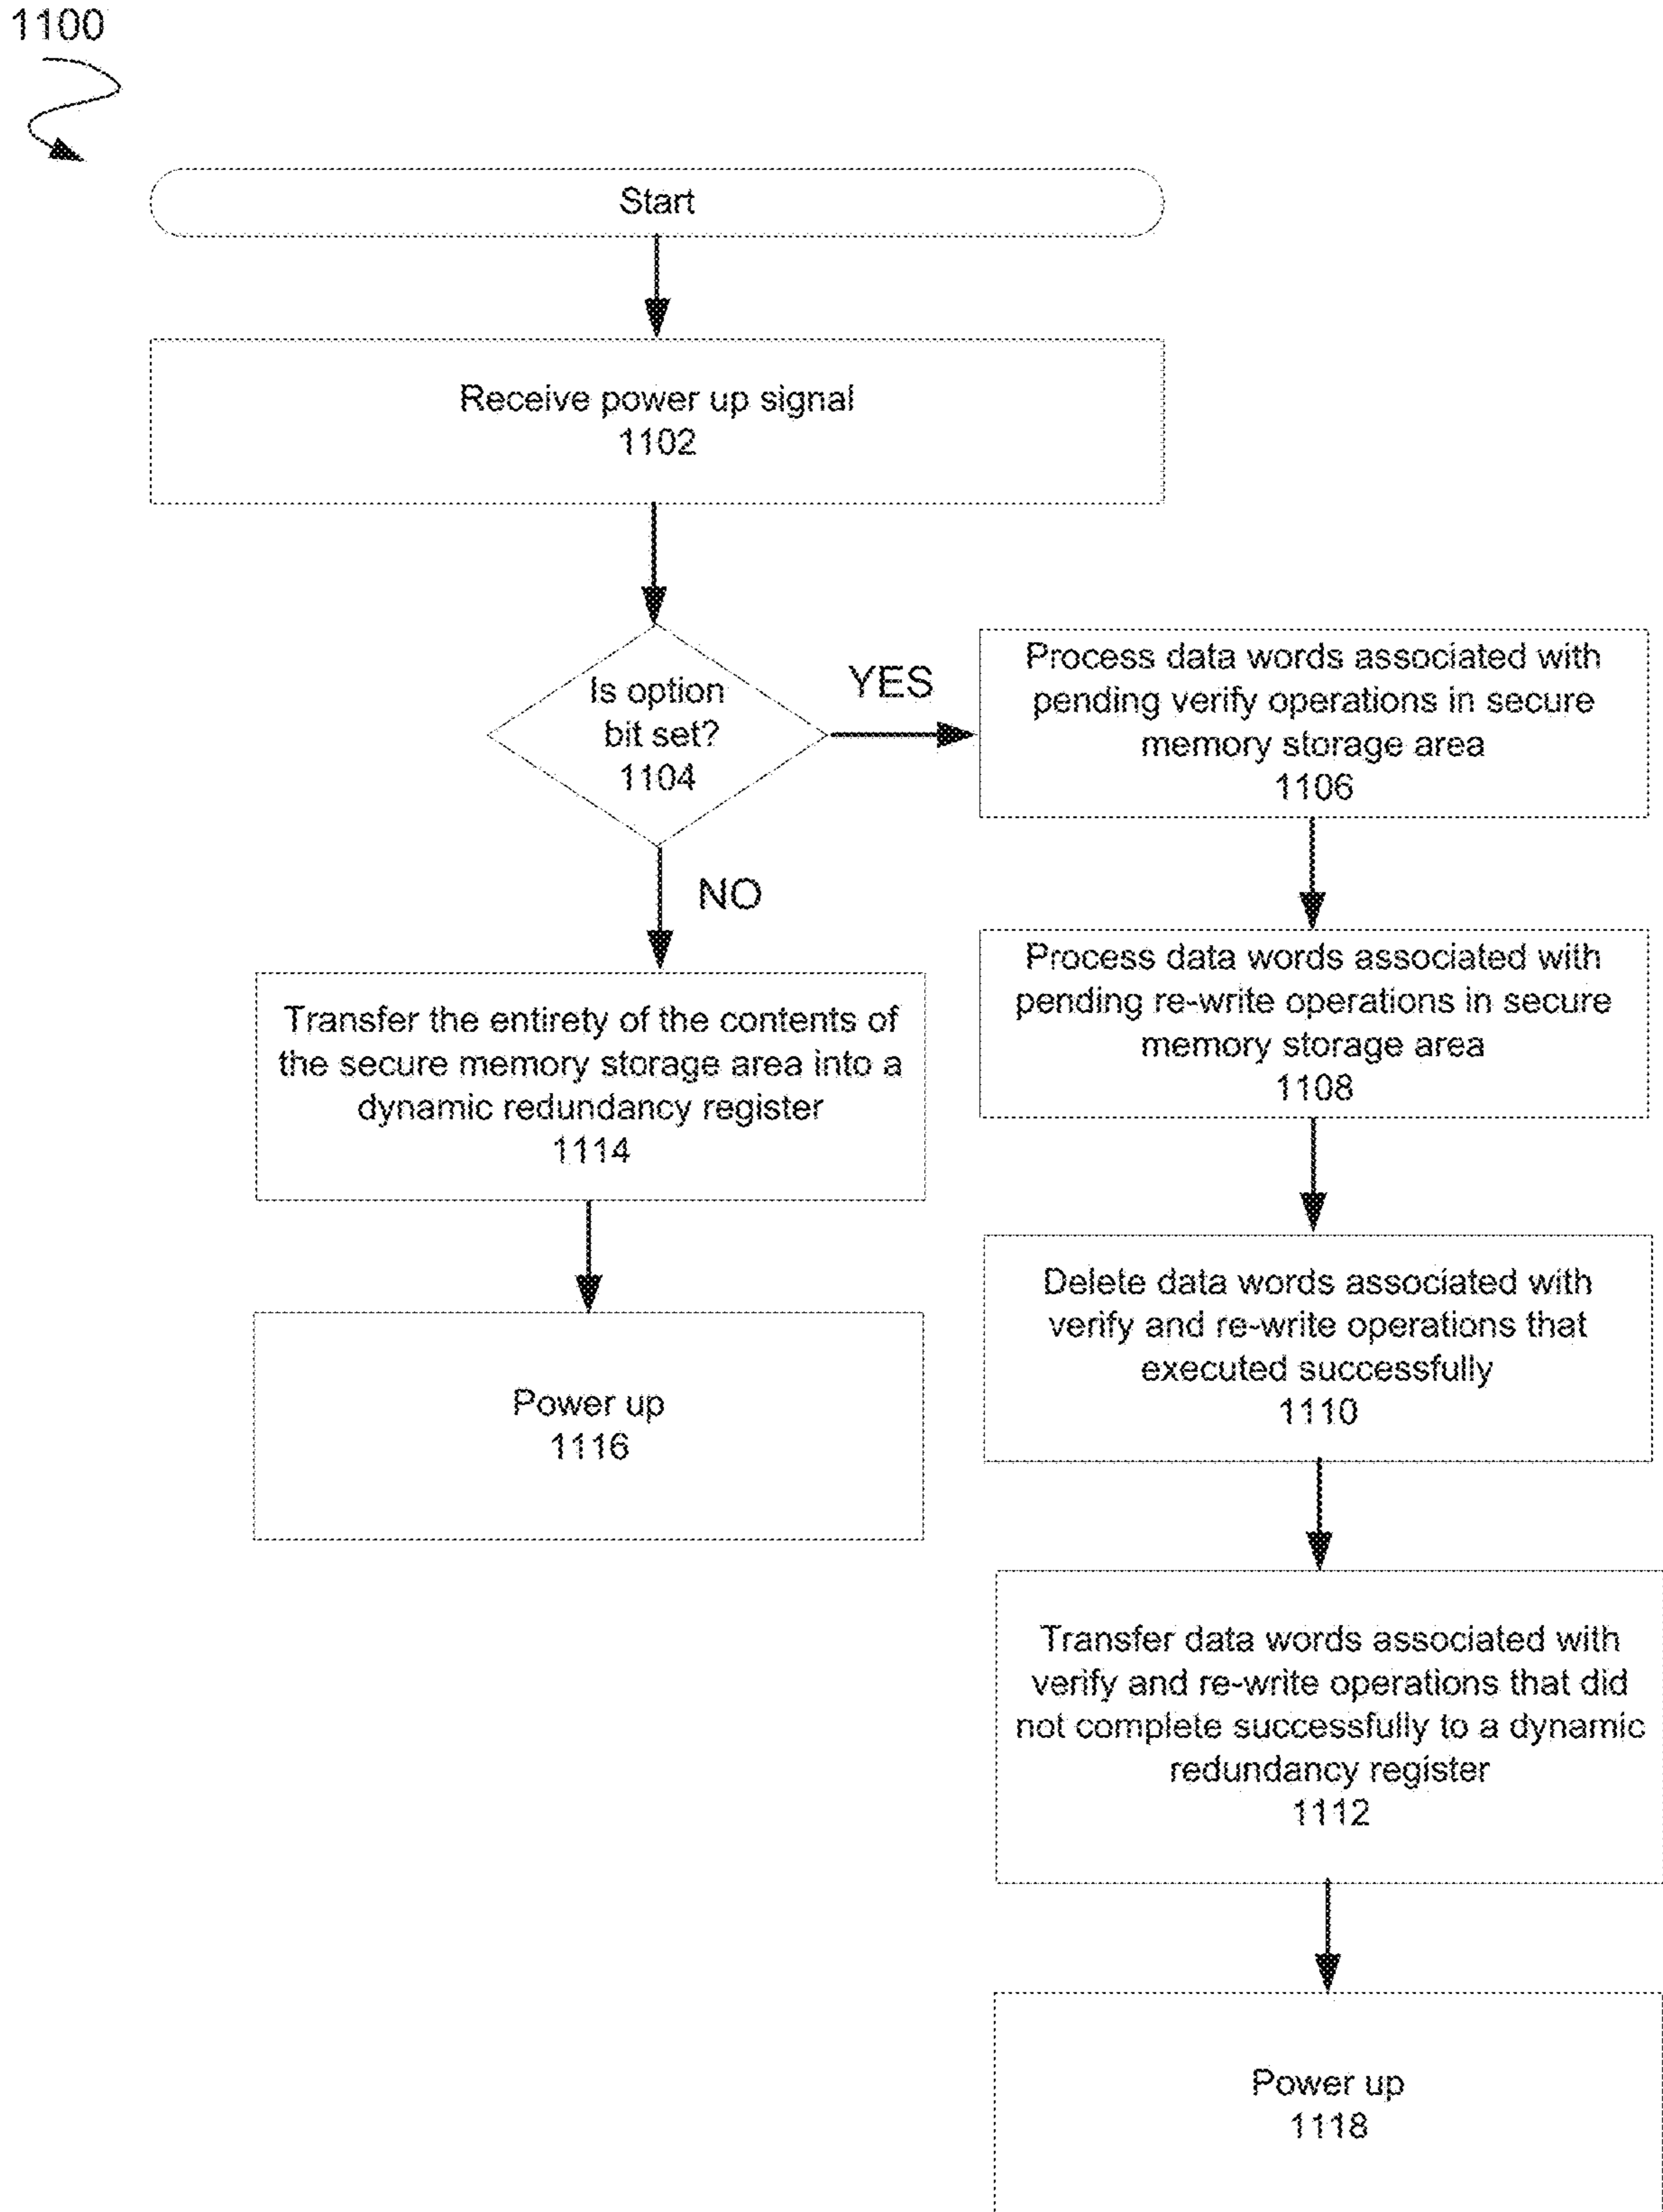 1100
Start
Receive power up signal
1102
Is option
bit set?
1104
YES
NO
Process data words associated with
pending verify operations in secure
memory storage area
1106
Process data words associated with
pending re-write operations in secure
memory storage area
1108
Delete data words associated with
verify and re-write operations that
executed successfully
1110
Transfer data words associated with
verify and re-write operations that did
not complete successfully to a dynamic
redundancy register
1112
Power up
1118
Transfer the entirety of the contents of
the secure memory storage area into a
dynamic redundancy register
1114
Power up
1116